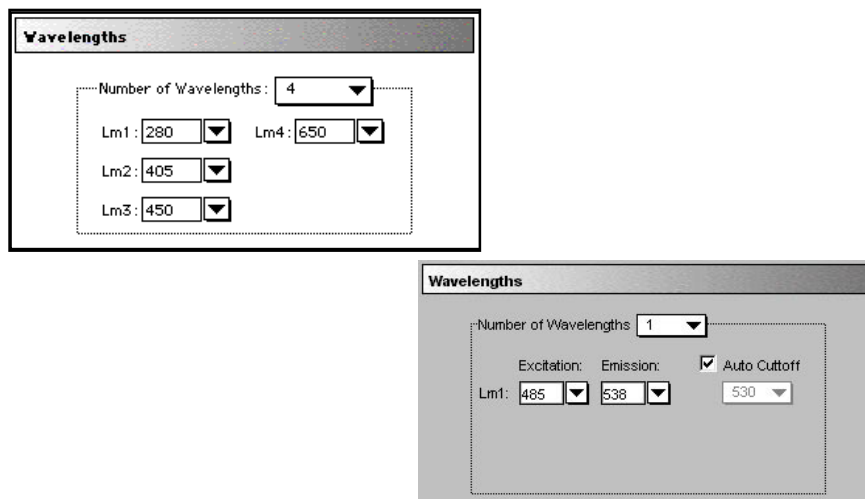 Wavelengths
Number of Wavelengths: 4
Lm1: 280 Lm4: 650
Lm2: 405
Lm3: 450
Wavelengths
Number of Wavelengths 1
Excitation: Emission: Auto Cuttoff
Lm1: 485 538 530